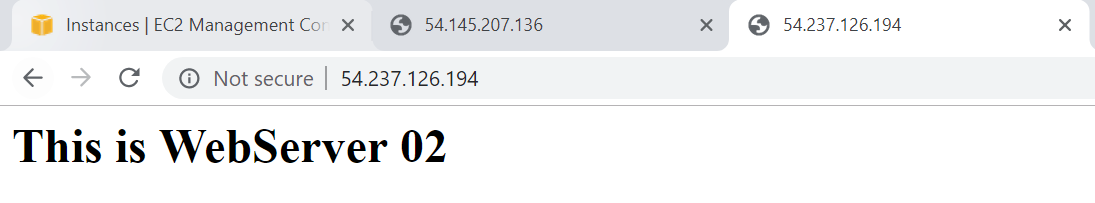 Instances | EC2 Management Con
54.145.207.136
54.237.126.194
Not secure
54.237.126.194
This is WebServer 02